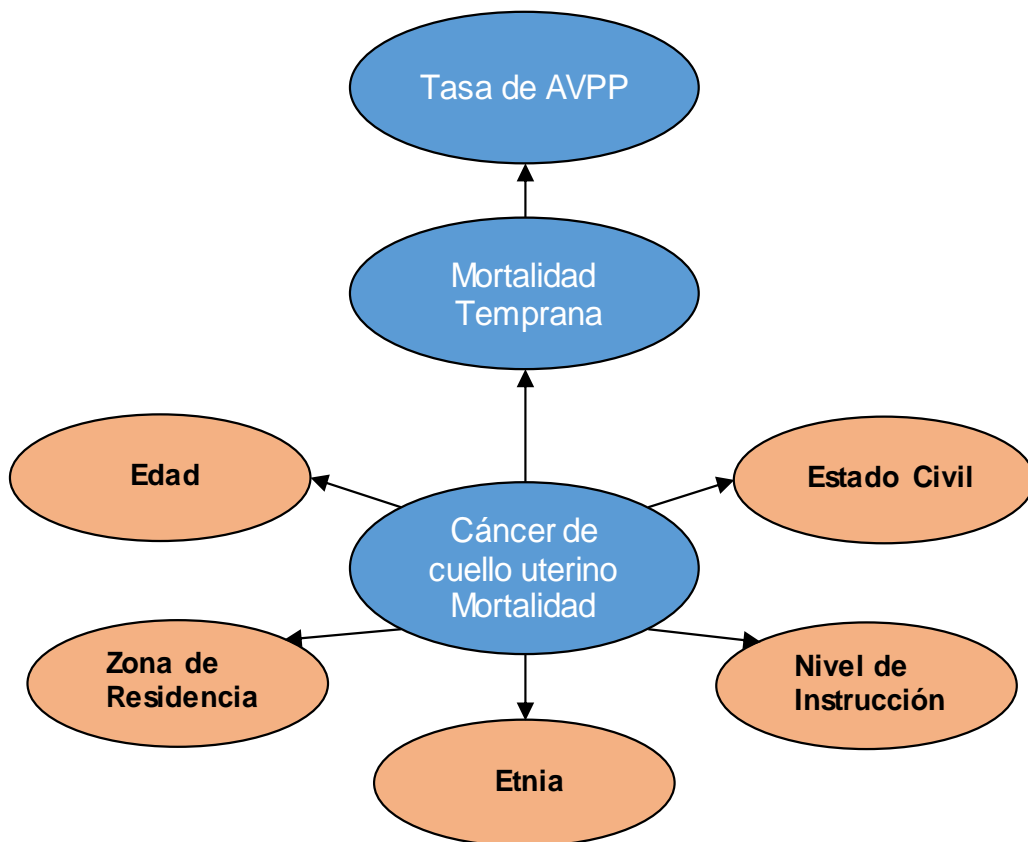 Tasa de AVPP
Mortalidad
Temprana
Edad
Estado Civil
Cáncer de
cuello uterino
Mortalidad
Zona de
Residencia
Nivel de
Instrucción
Etnia